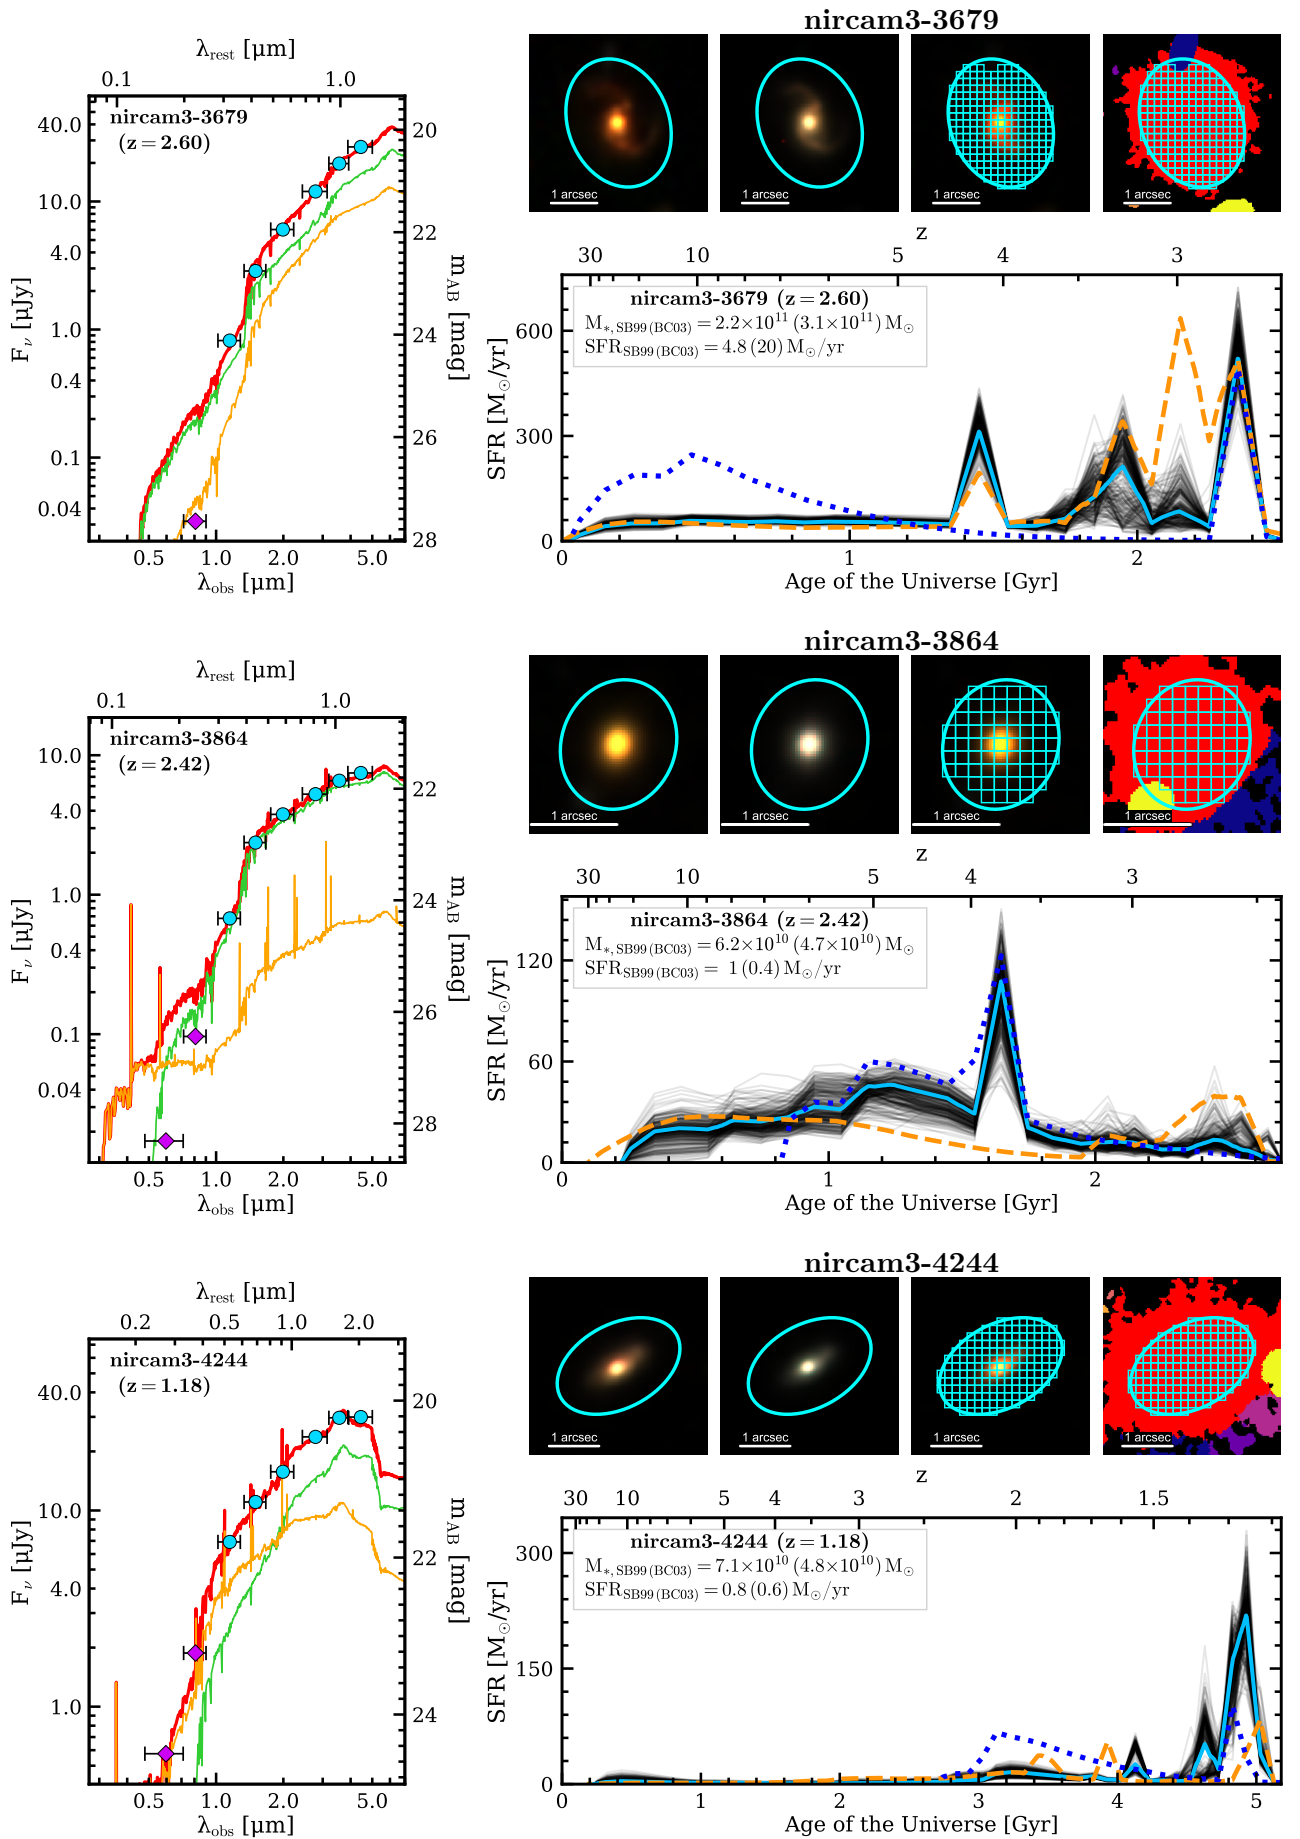 nircam3-3679
λrest [µm]
0.1 1.0
nircam3-3679
(z = 2.60)
40.0 10.0 4.0 1.0 0.4 0.1 0.04
Fν [µJy]
20 22 24 26 28
mAB [mag]
0.5 1.0 2.0 5.0
λobs [µm]
1 arcsec 1 arcsec 1 arcsec 1 arcsec
z
30 10 5 4 3
nircam3-3679 (z = 2.60)
M∗,SB99 (BC03) = 2.2×10¹¹ (3.1×10¹¹) M⊙
SFRSB99 (BC03) = 4.8 (20) M⊙/yr
SFR [M⊙/yr]
600 300 0
0 1 2
Age of the Universe [Gyr]
nircam3-3864
λrest [µm]
0.1 1.0
nircam3-3864
(z = 2.42)
10.0 4.0 1.0 0.4 0.1 0.04
Fν [µJy]
22 24 26 28
mAB [mag]
0.5 1.0 2.0 5.0
λobs [µm]
1 arcsec 1 arcsec 1 arcsec 1 arcsec
z
30 10 5 4 3
nircam3-3864 (z = 2.42)
M∗,SB99 (BC03) = 6.2×10¹⁰ (4.7×10¹⁰) M⊙
SFRSB99 (BC03) = 1 (0.4) M⊙/yr
SFR [M⊙/yr]
120 60 0
0 1 2
Age of the Universe [Gyr]
nircam3-4244
λrest [µm]
0.2 0.5 1.0 2.0
nircam3-4244
(z = 1.18)
40.0 10.0 4.0 1.0
Fν [µJy]
20 22 24
mAB [mag]
0.5 1.0 2.0 5.0
λobs [µm]
1 arcsec 1 arcsec 1 arcsec 1 arcsec
z
30 10 5 4 3 2 1.5
nircam3-4244 (z = 1.18)
M∗,SB99 (BC03) = 7.1×10¹⁰ (4.8×10¹⁰) M⊙
SFRSB99 (BC03) = 0.8 (0.6) M⊙/yr
SFR [M⊙/yr]
300 150 0
0 1 2 3 4 5
Age of the Universe [Gyr]